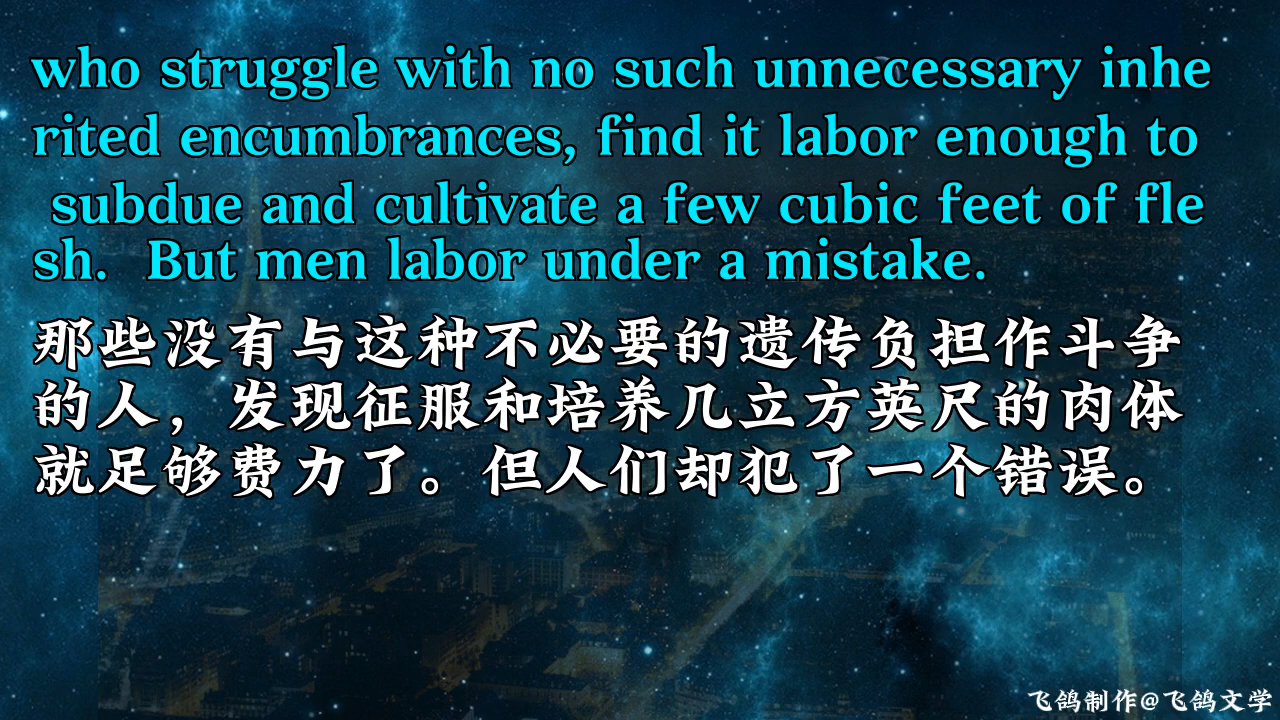 who struggle with no such unnecessary inhe
rited encumbrances, find it labor enough to
 subdue and cultivate a few cubic feet of fle
sh.  But men labor under a mistake.
那些没有与这种不必要的遗传负担作斗争
的人，发现征服和培养几立方英尺的肉体
就足够费力了。但人们却犯了一个错误。
飞鸽制作@飞鸽文学